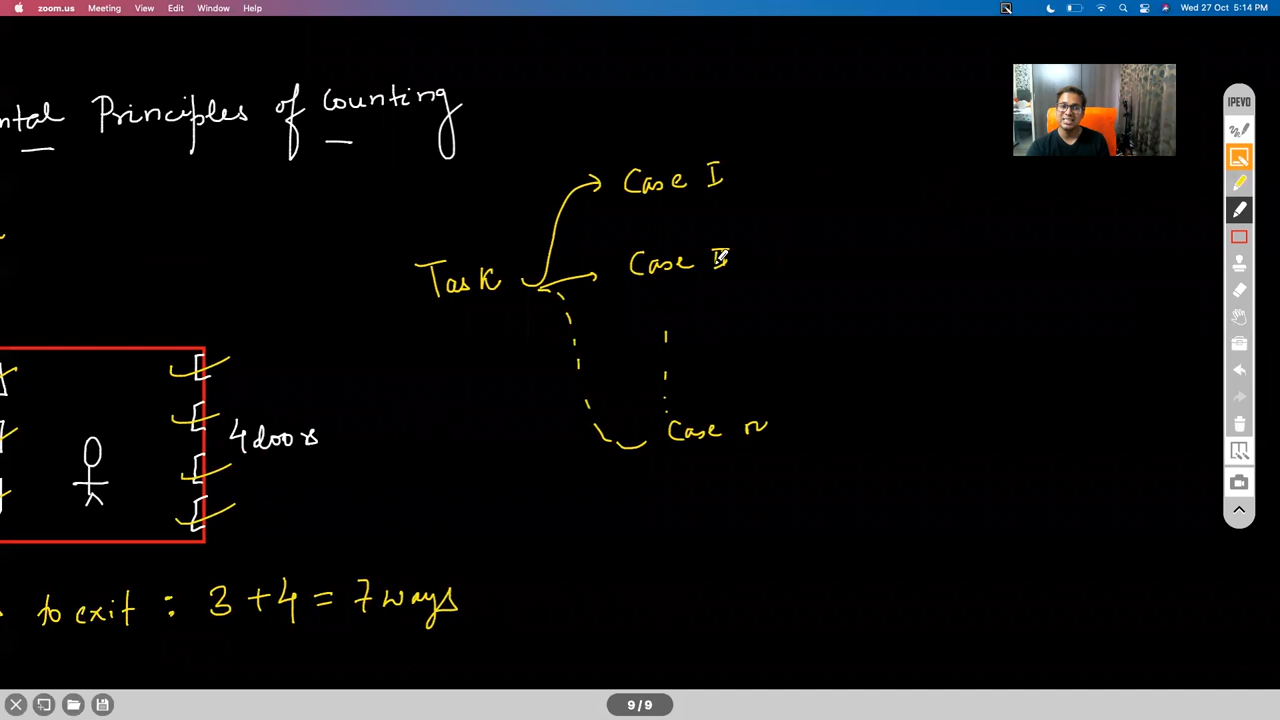 zoom.us Meeting View Edit Window Help Wed 27 Oct 5:14 PM
ntal Principles of Counting
IPEVO
Case I
Case II
Task
Case n
4 doors
to exit : 3 + 4 = 7 ways
9/9